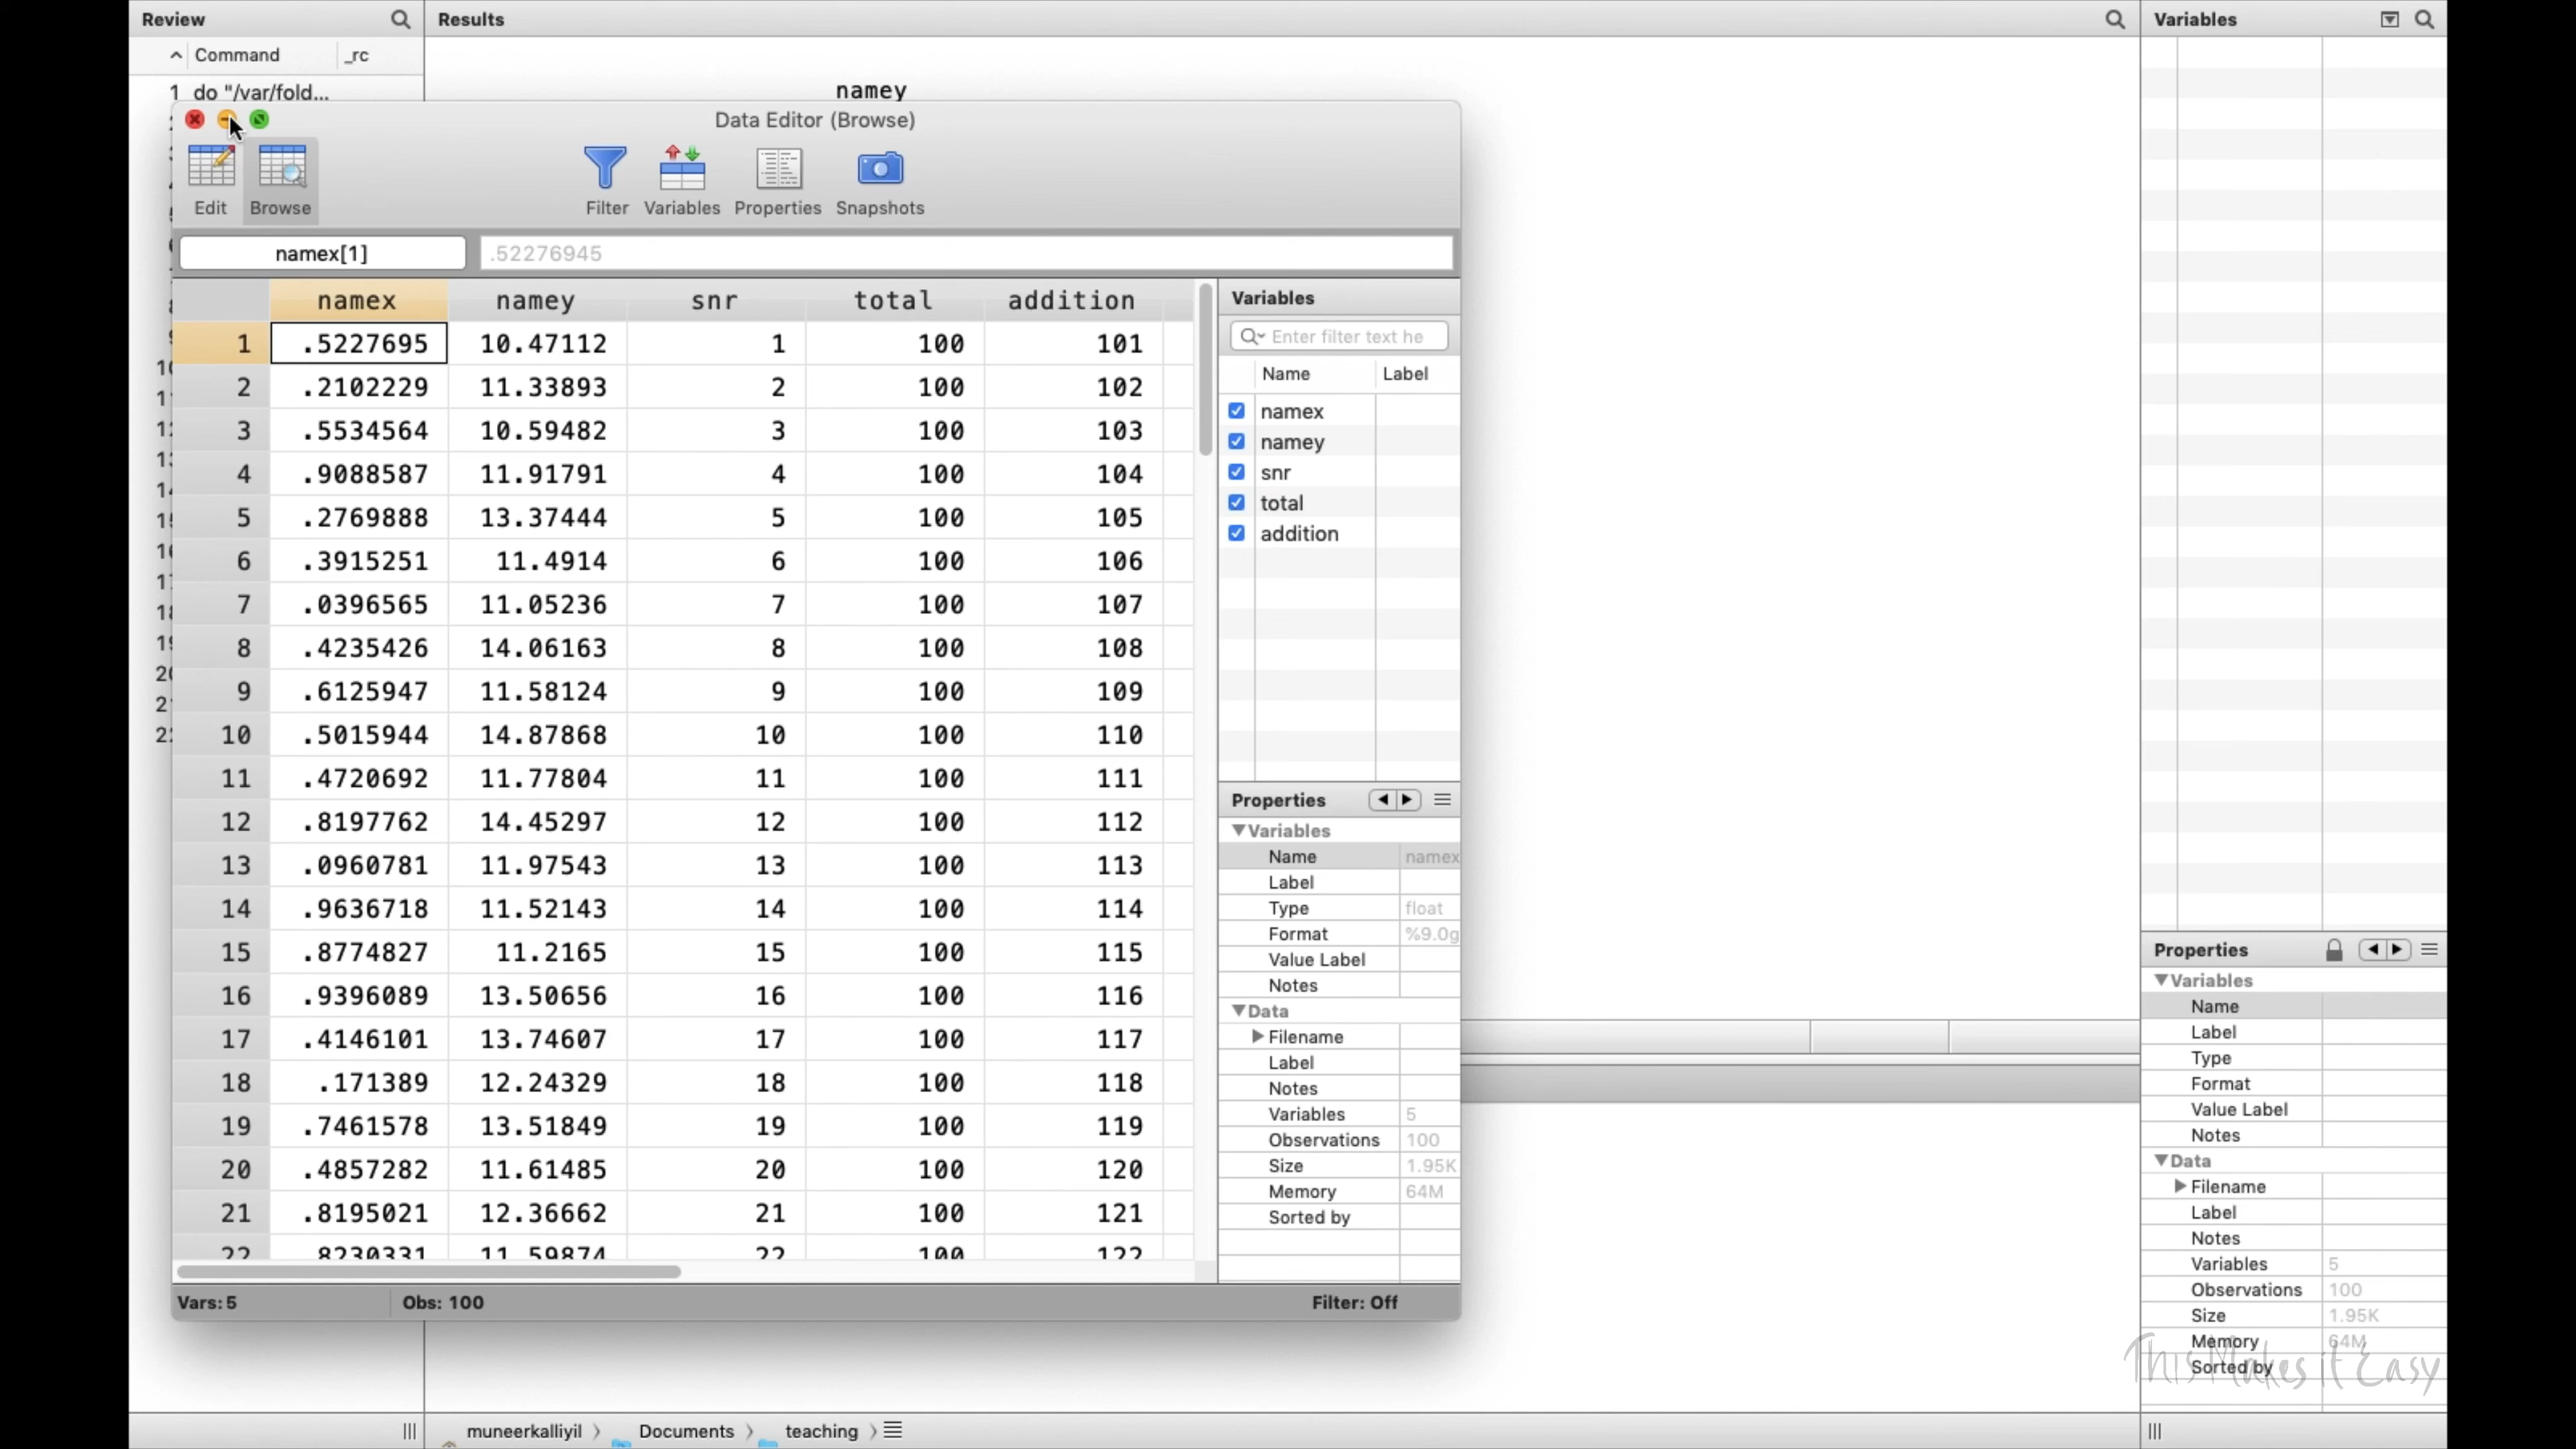 Review
Results
Variables
Command _rc
1 do "/var/fold...
namey
Data Editor (Browse)
Edit Browse Filter Variables Properties Snapshots
namex[1] .52276945
namex namey snr total addition
1 .5227695 10.47112 1 100 101
2 .2102229 11.33893 2 100 102
3 .5534564 10.59482 3 100 103
4 .9088587 11.91791 4 100 104
5 .2769888 13.37444 5 100 105
6 .3915251 11.4914 6 100 106
7 .0396565 11.05236 7 100 107
8 .4235426 14.06163 8 100 108
9 .6125947 11.58124 9 100 109
10 .5015944 14.87868 10 100 110
11 .4720692 11.77804 11 100 111
12 .8197762 14.45297 12 100 112
13 .0960781 11.97543 13 100 113
14 .9636718 11.52143 14 100 114
15 .8774827 11.2165 15 100 115
16 .9396089 13.50656 16 100 116
17 .4146101 13.74607 17 100 117
18 .171389 12.24329 18 100 118
19 .7461578 13.51849 19 100 119
20 .4857282 11.61485 20 100 120
21 .8195021 12.36662 21 100 121
22 .8230331 11.59874 22 100 122
Variables
Enter filter text he
Name Label
namex
namey
snr
total
addition
Properties
Variables
Name namex
Label
Type float
Format %9.0g
Value Label
Notes
Data
Filename
Label
Notes
Variables 5
Observations 100
Size 1.95K
Memory 64M
Sorted by
Vars: 5 Obs: 100 Filter: Off
Properties
Variables
Name
Label
Type
Format
Value Label
Notes
Data
Filename
Label
Notes
Variables 5
Observations 100
Size 1.95K
Memory 64M
Sorted by
This Makes it Easy
muneerkalliyil Documents teaching